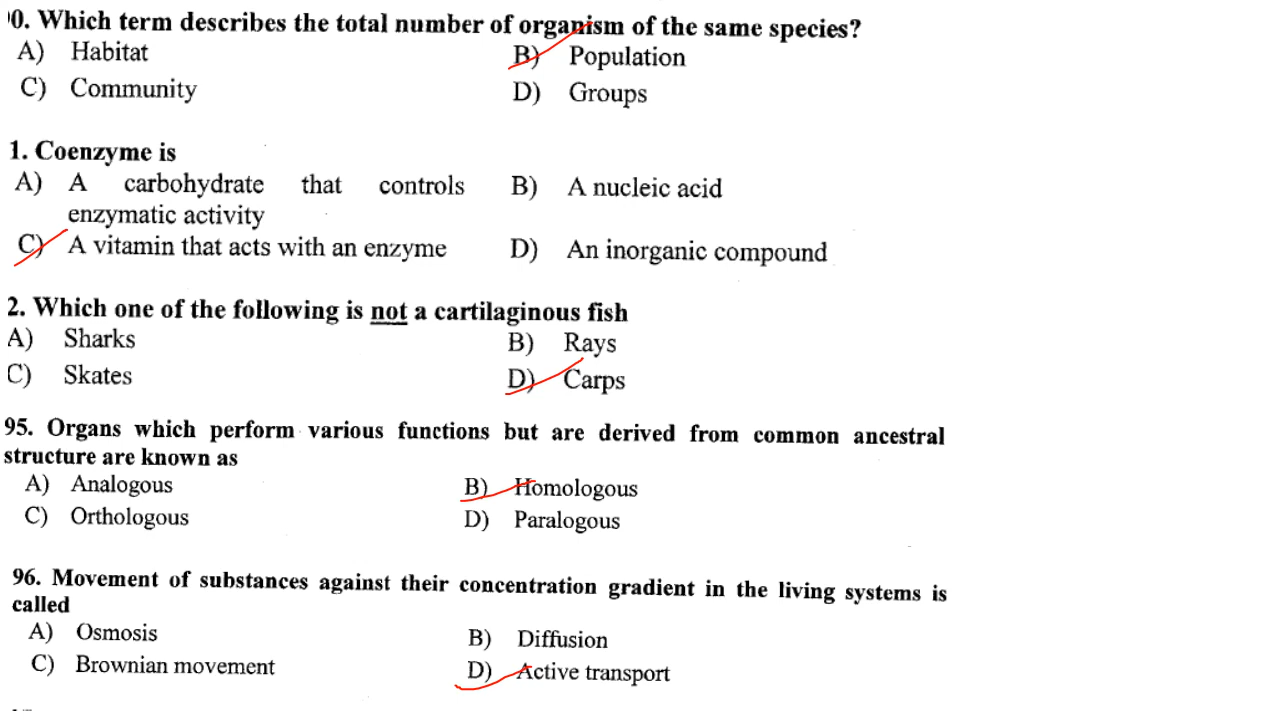 0. Which term describes the total number of organism of the same species?
A) Habitat B) Population
C) Community D) Groups
1. Coenzyme is
A) A carbohydrate that controls B) A nucleic acid
enzymatic activity
C) A vitamin that acts with an enzyme D) An inorganic compound
2. Which one of the following is not a cartilaginous fish
A) Sharks B) Rays
C) Skates D) Carps
95. Organs which perform various functions but are derived from common ancestral
structure are known as
A) Analogous B) Homologous
C) Orthologous D) Paralogous
96. Movement of substances against their concentration gradient in the living systems is
called
A) Osmosis B) Diffusion
C) Brownian movement D) Active transport